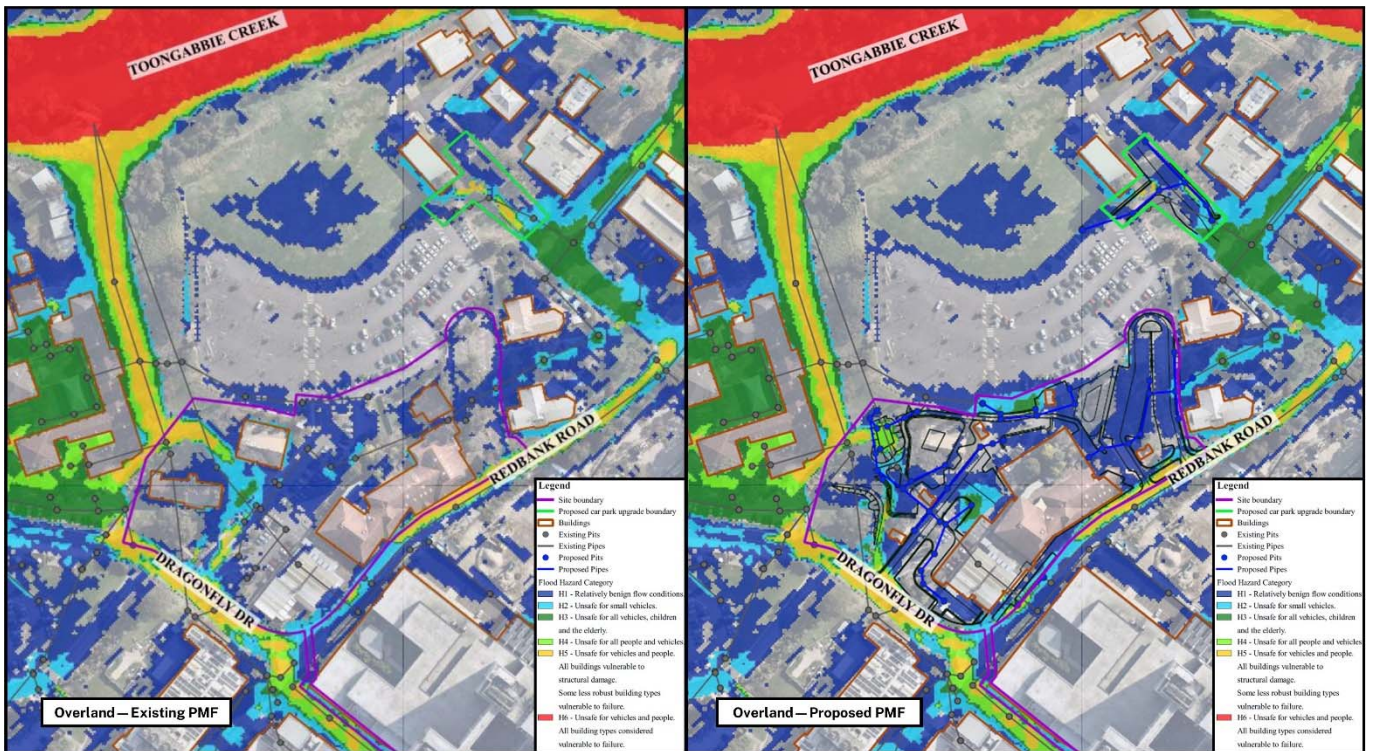 TOONGABBIE CREEK
REDBANK ROAD
DRAGONFLY DR
Legend
Site boundary
Proposed car park upgrade boundary
Buildings
Existing Pits
Existing Pipes
Proposed Pits
Proposed Pipes
Flood Hazard Category
H1 - Relatively benign flow conditions
H2 - Unsafe for small vehicles.
H3 - Unsafe for all vehicles, children
and the elderly.
H4 - Unsafe for all people and vehicles
H5 - Unsafe for vehicles and people.
All buildings vulnerable to
structural damage.
Some less robust building types
vulnerable to failure.
H6 - Unsafe for vehicles and people.
All building types considered
vulnerable to failure.
Overland — Existing PMF
TOONGABBIE CREEK
REDBANK ROAD
DRAGONFLY DR
Legend
Site boundary
Proposed car park upgrade boundary
Buildings
Existing Pits
Existing Pipes
Proposed Pits
Proposed Pipes
Flood Hazard Category
H1 - Relatively benign flow conditions
H2 - Unsafe for small vehicles.
H3 - Unsafe for all vehicles, children
and the elderly.
H4 - Unsafe for all people and vehicles
H5 - Unsafe for vehicles and people.
All buildings vulnerable to
structural damage.
Some less robust building types
vulnerable to failure.
H6 - Unsafe for vehicles and people.
All building types considered
vulnerable to failure.
Overland — Proposed PMF